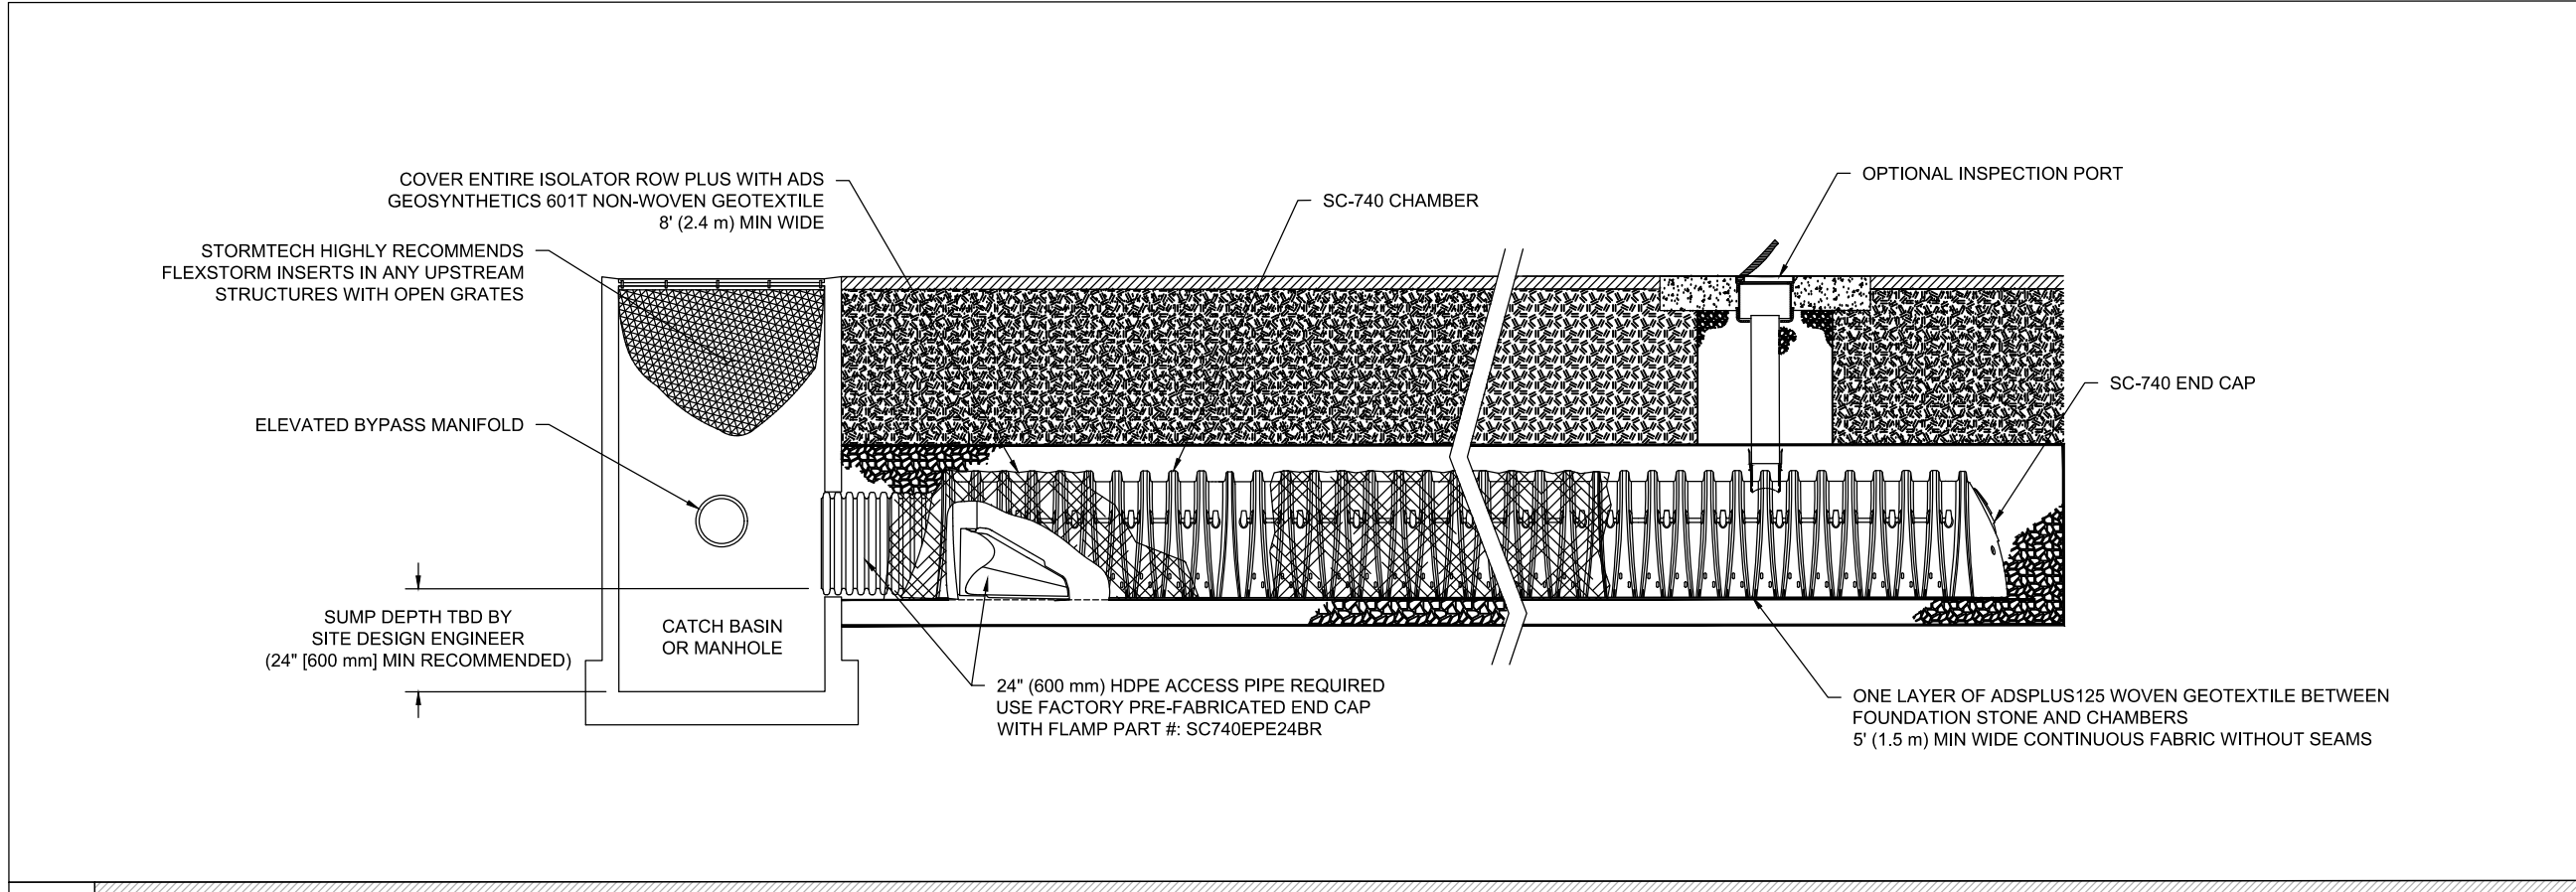 COVER ENTIRE ISOLATOR ROW PLUS WITH ADS
GEOSYNTHETICS 601T NON-WOVEN GEOTEXTILE
8' (2.4 m) MIN WIDE
STORMTECH HIGHLY RECOMMENDS
FLEXSTORM INSERTS IN ANY UPSTREAM
STRUCTURES WITH OPEN GRATES
SC-740 CHAMBER
OPTIONAL INSPECTION PORT
SC-740 END CAP
ELEVATED BYPASS MANIFOLD
SUMP DEPTH TBD BY
SITE DESIGN ENGINEER
(24" [600 mm] MIN RECOMMENDED)
CATCH BASIN
OR MANHOLE
24" (600 mm) HDPE ACCESS PIPE REQUIRED
USE FACTORY PRE-FABRICATED END CAP
WITH FLAMP PART #: SC740EPE24BR
ONE LAYER OF ADSPLUS125 WOVEN GEOTEXTILE BETWEEN
FOUNDATION STONE AND CHAMBERS
5' (1.5 m) MIN WIDE CONTINUOUS FABRIC WITHOUT SEAMS